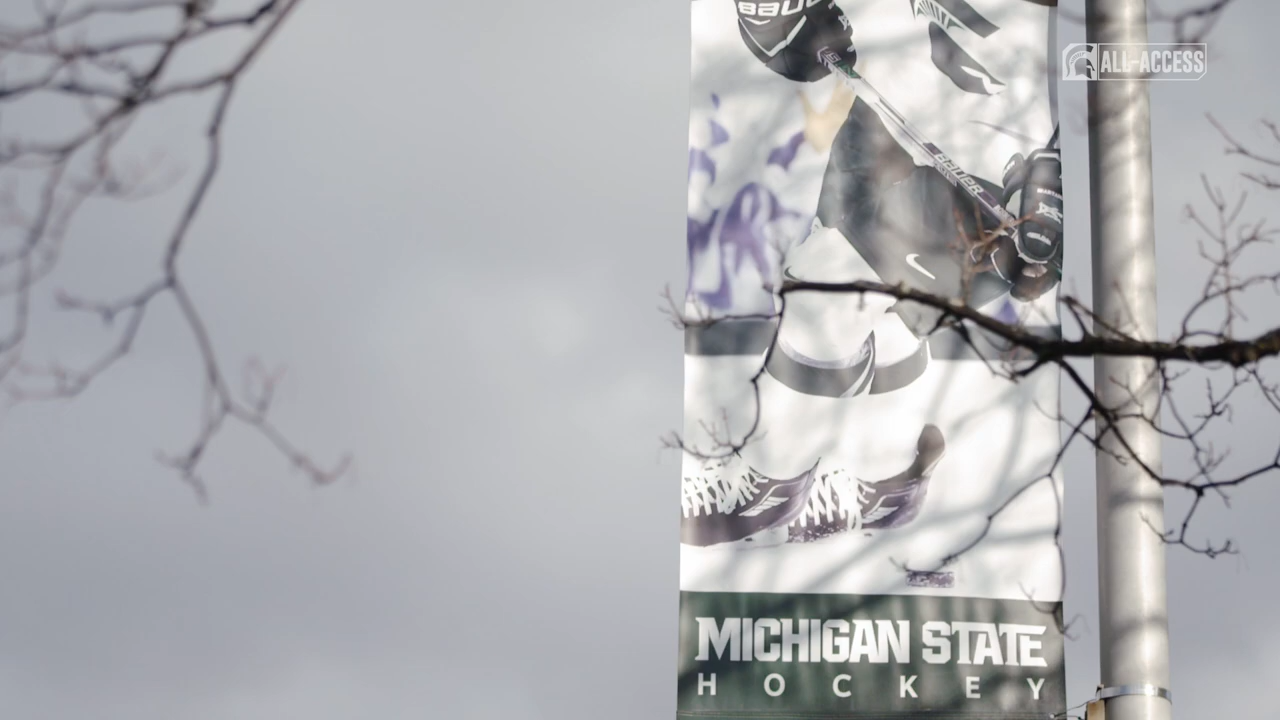 BAUER
ALL-ACCESS
BAUER
MICHIGAN STATE
HOCKEY